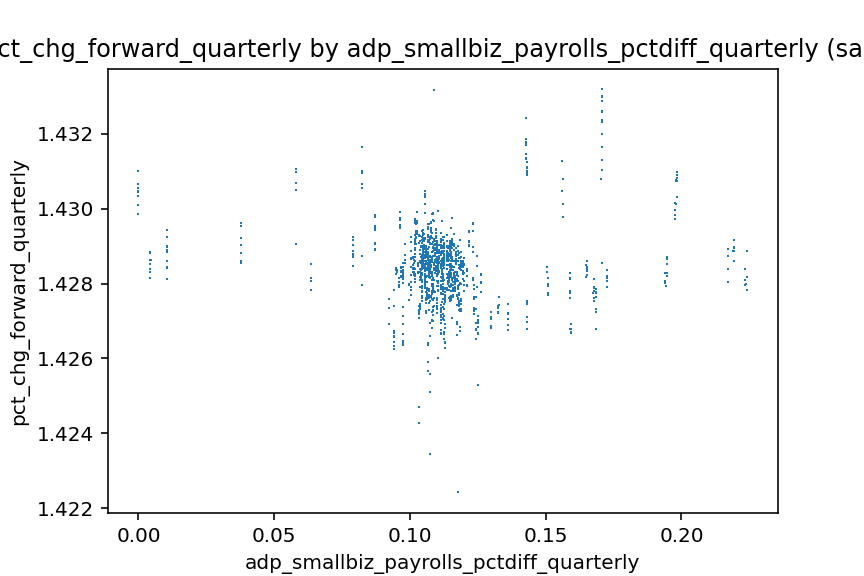 ct_chg_forward_quarterly by adp_smallbiz_payrolls_pctdiff_quarterly (sa
pct_chg_forward_quarterly
1.432
1.430
1.428
1.426
1.424
1.422
0.00 0.05 0.10 0.15 0.20
adp_smallbiz_payrolls_pctdiff_quarterly